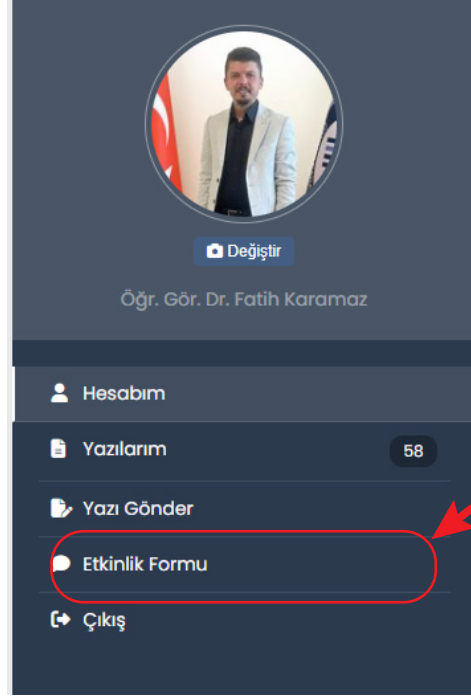 Değiştir
Öğr. Gör. Dr. Fatih Karamaz
Hesabım
Yazılarım 58
Yazı Gönder
Etkinlik Formu
Çıkış